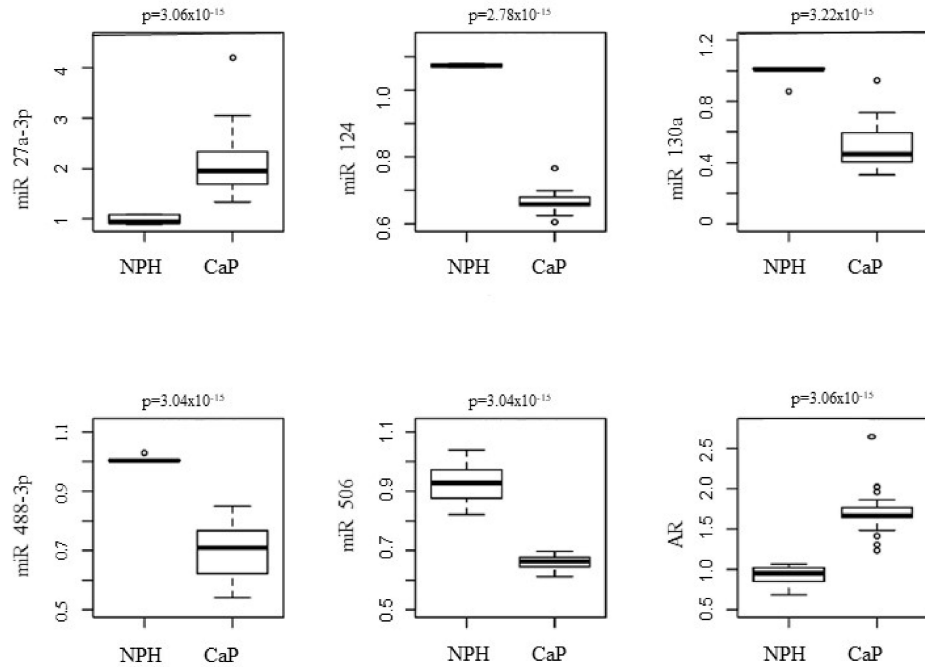 p=3.06x10⁻¹⁵
miR 27a-3p
4
3
2
1
NPH CaP
p=2.78x10⁻¹⁵
miR 124
1.0
0.8
0.6
NPH CaP
p=3.22x10⁻¹⁵
miR 130a
1.2
0.8
0.4
0
NPH CaP
p=3.04x10⁻¹⁵
miR 488-3p
1.1
0.9
0.7
0.5
NPH CaP
p=3.04x10⁻¹⁵
miR 506
1.1
0.9
0.7
0.5
NPH CaP
p=3.06x10⁻¹⁵
AR
2.5
2.0
1.5
1.0
0.5
NPH CaP